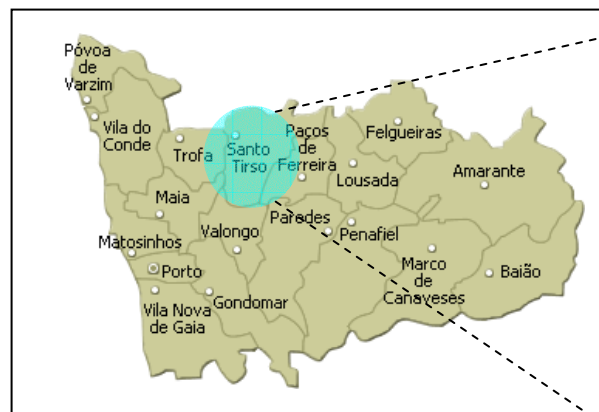 Póvoa
de
Varzim
Vila do
Conde
Trofa
Santo
Tirso
Paços
de
Ferreira
Felgueiras
Lousada
Amarante
Maia
Matosinhos
Valongo
Paredes
Penafiel
Porto
Marco
de
Canaveses
Baião
Vila Nova
de Gaia
Gondomar